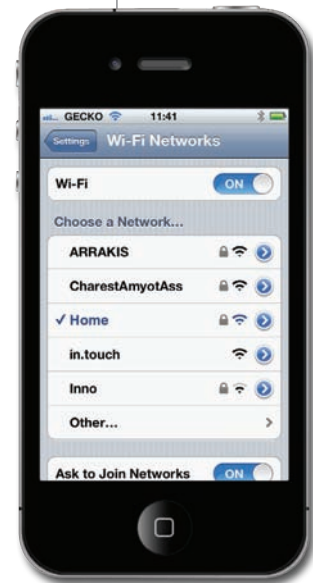 GECKO 11:41
Settings Wi-Fi Networks
Wi-Fi ON
Choose a Network...
ARRAKIS
CharestAmyotAss
✓ Home
in.touch
Inno
Other...
Ask to Join Networks ON